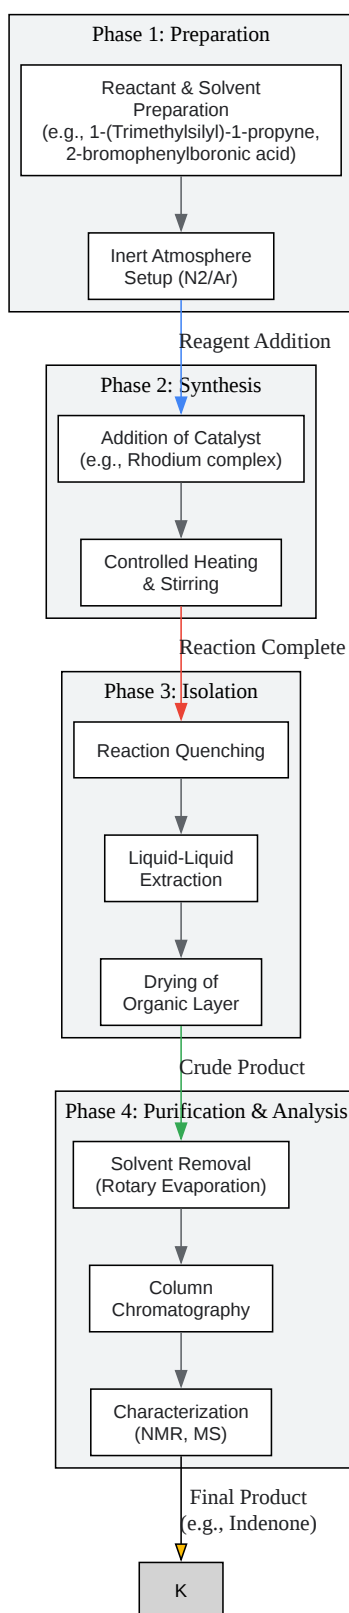 Phase 1: Preparation
Reactant & Solvent
Preparation
(e.g., 1-(Trimethylsilyl)-1-propyne,
2-bromophenylboronic acid)
Inert Atmosphere
Setup (N2/Ar)
Reagent Addition
Phase 2: Synthesis
Addition of Catalyst
(e.g., Rhodium complex)
Controlled Heating
& Stirring
Reaction Complete
Phase 3: Isolation
Reaction Quenching
Liquid-Liquid
Extraction
Drying of
Organic Layer
Crude Product
Phase 4: Purification & Analysis
Solvent Removal
(Rotary Evaporation)
Column
Chromatography
Characterization
(NMR, MS)
Final Product
(e.g., Indenone)
K